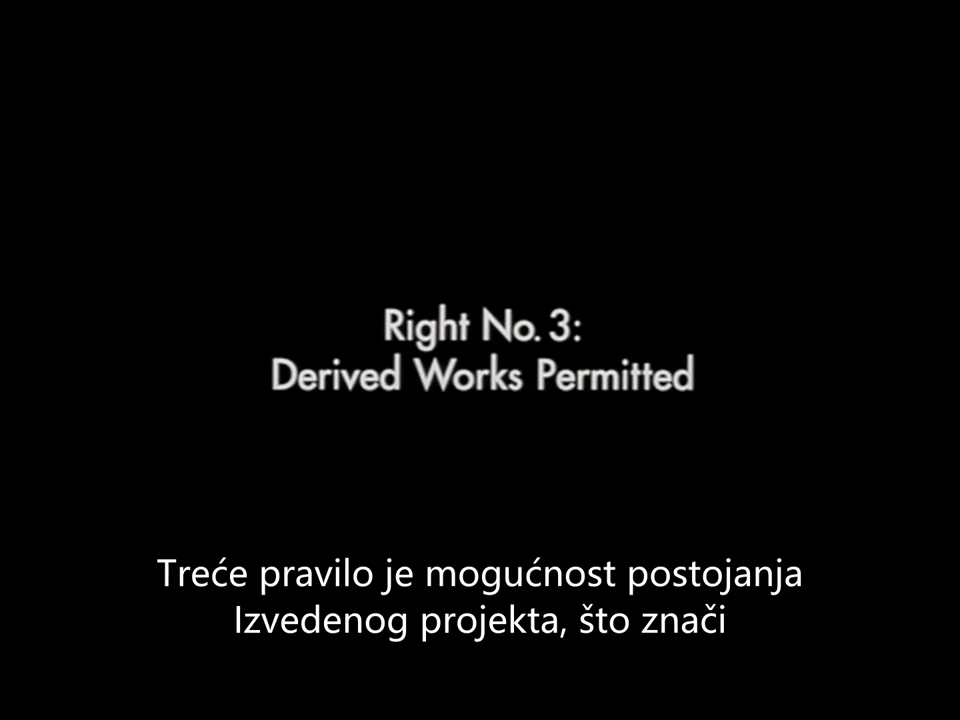 Right No. 3:
Derived Works Permitted
Treće pravilo je mogućnost postojanja
Izvedenog projekta, što znači